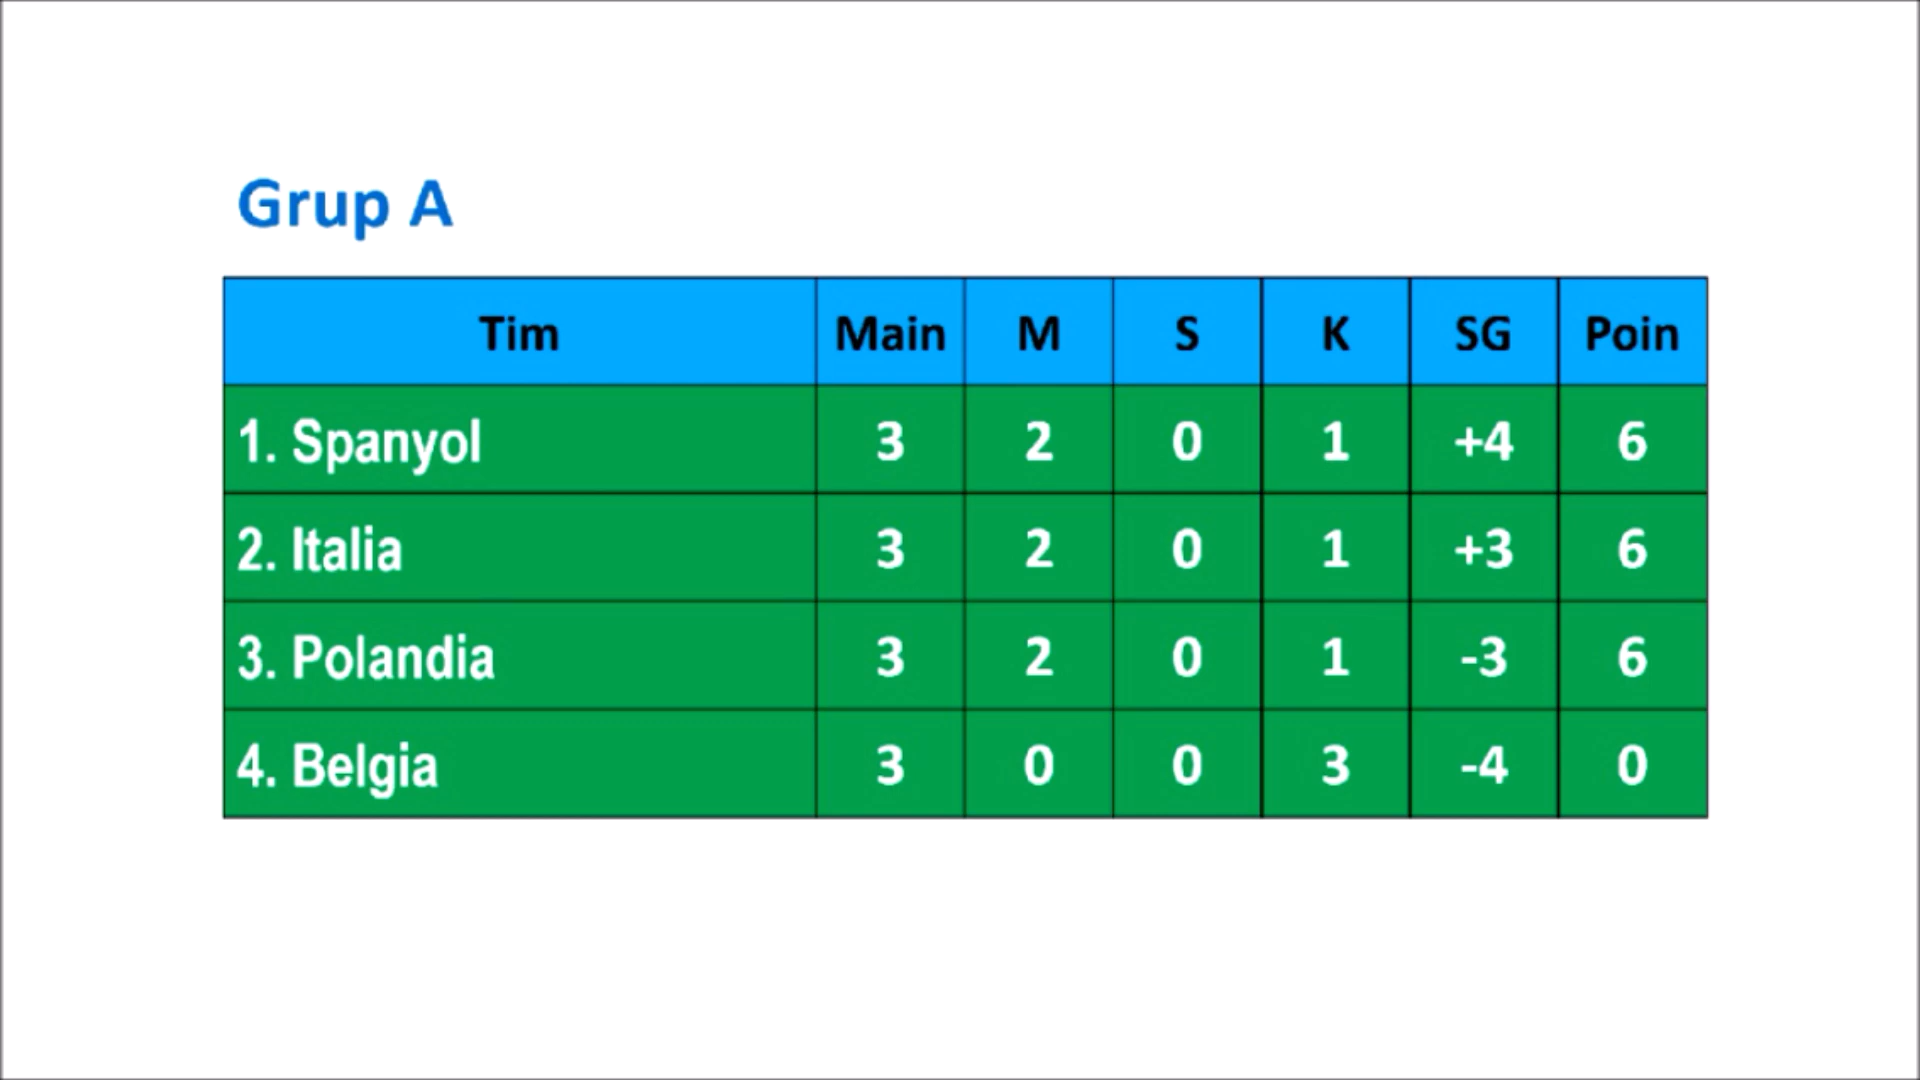 Grup A
Tim Main M S K SG Poin
1. Spanyol 3 2 0 1 +4 6
2. Italia 3 2 0 1 +3 6
3. Polandia 3 2 0 1 -3 6
4. Belgia 3 0 0 3 -4 0